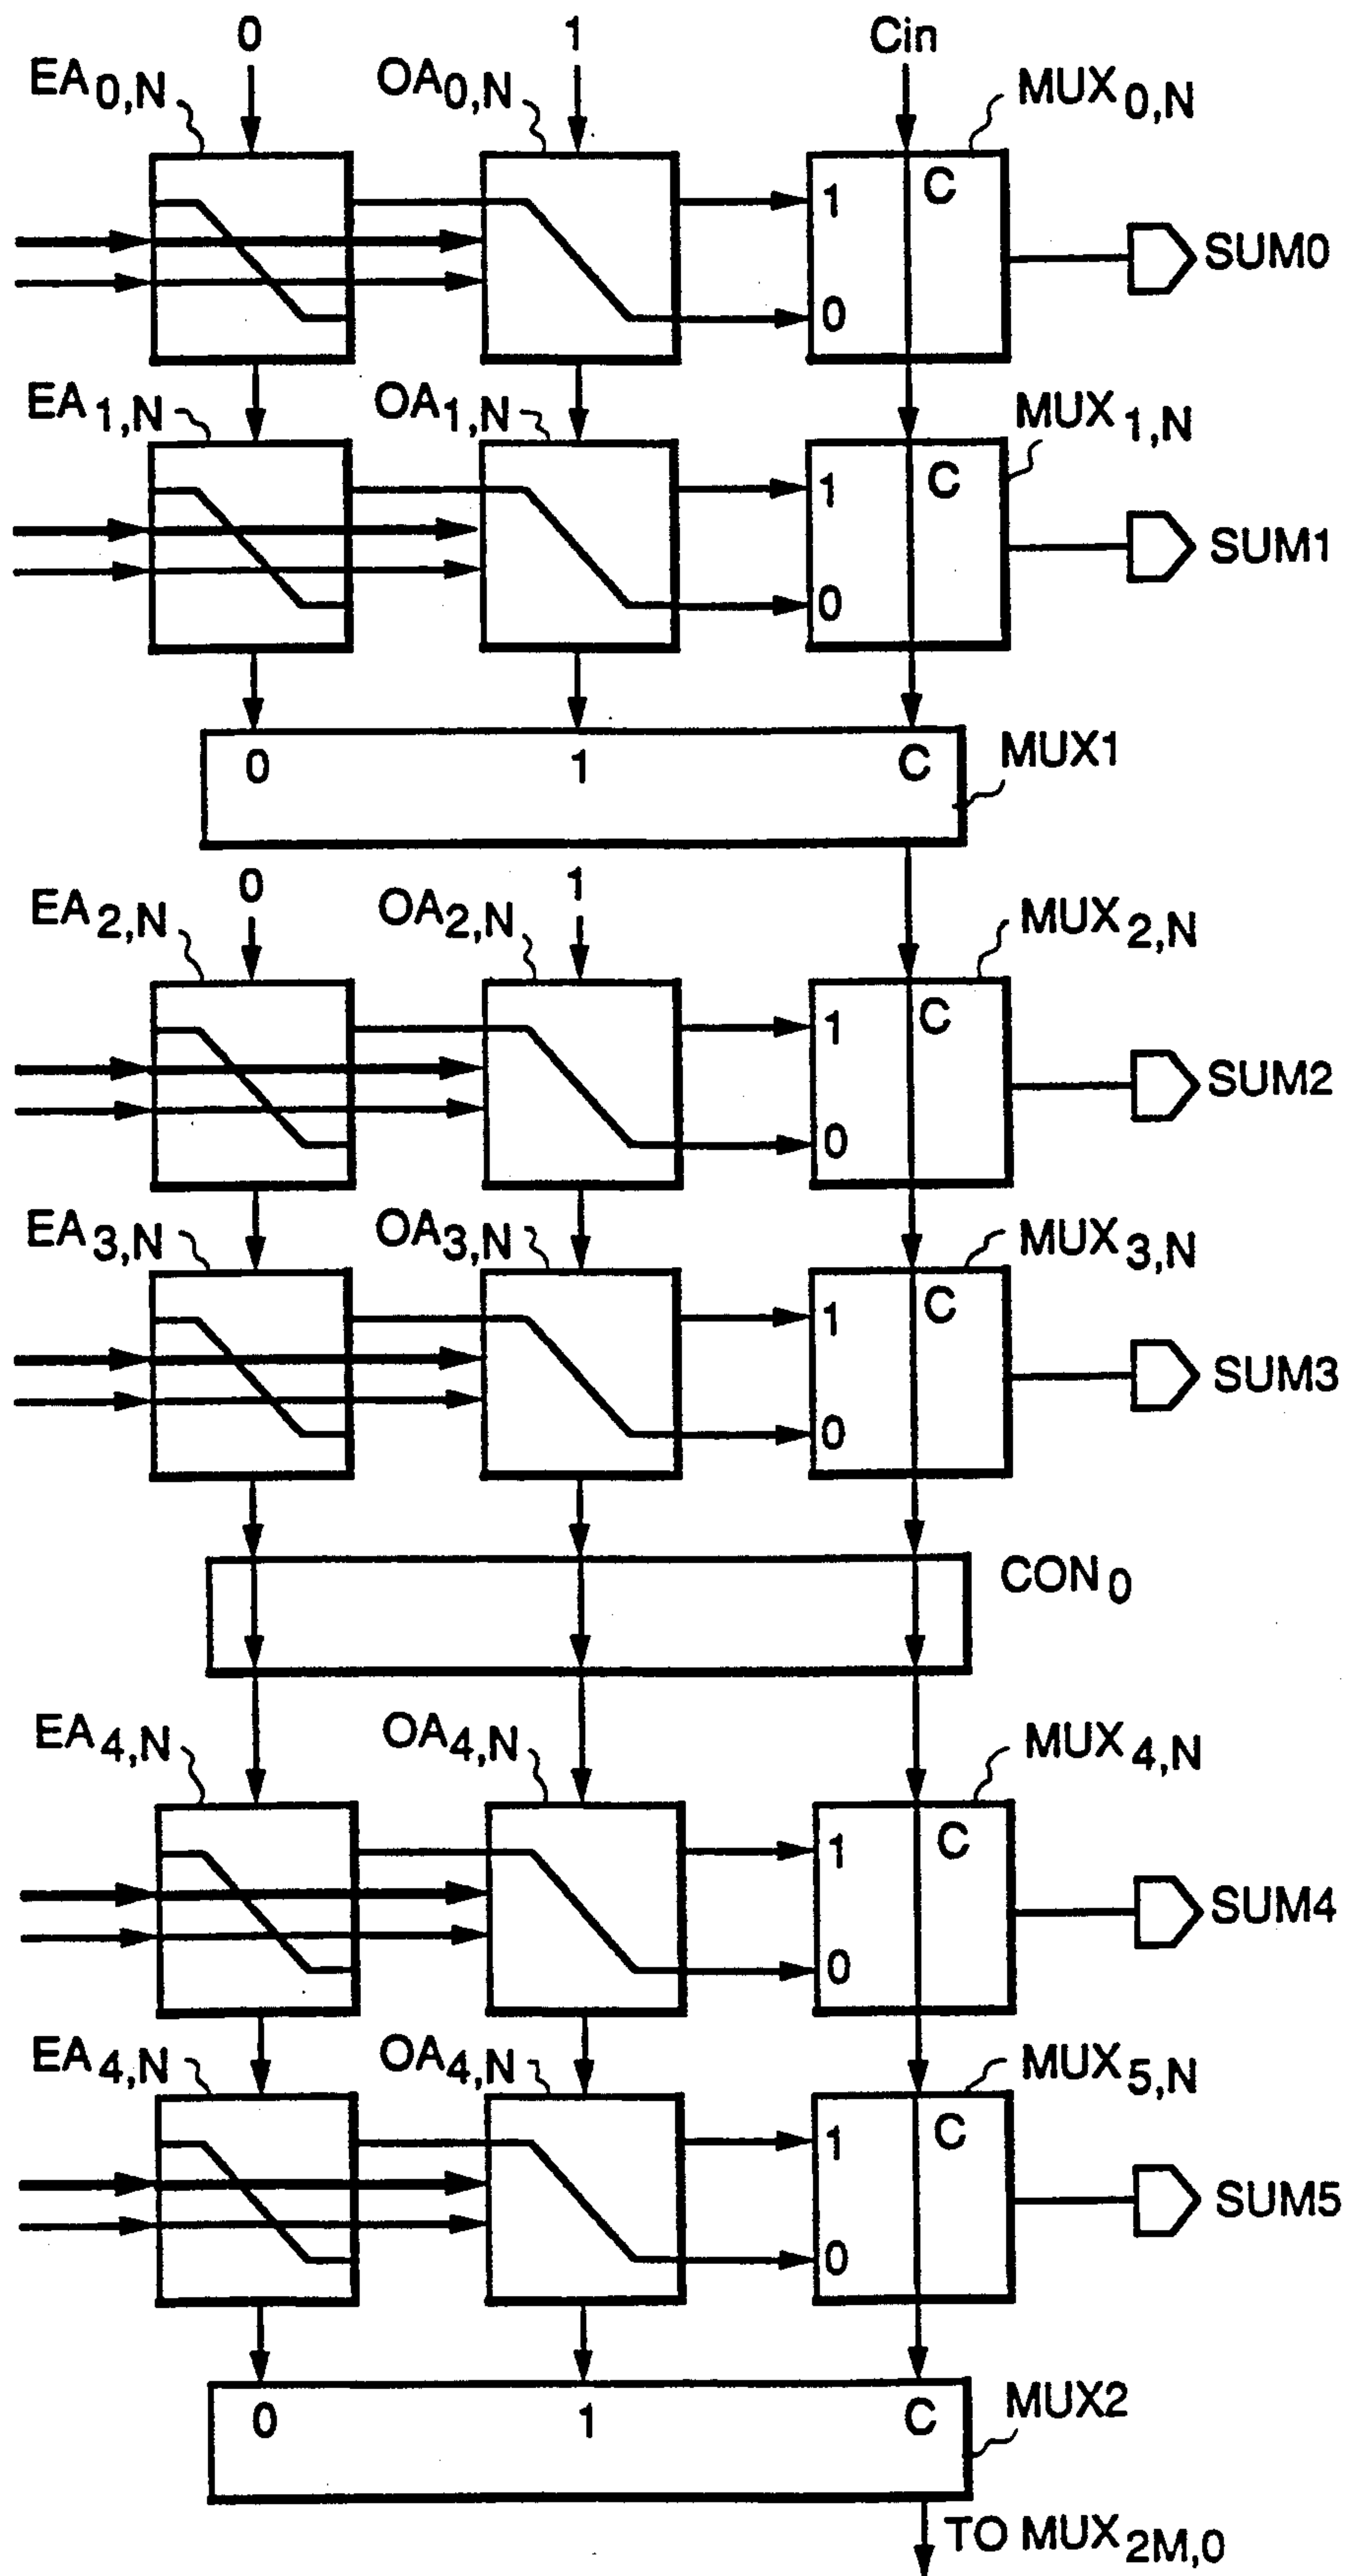 0 1 Cin
EA0,N OA0,N MUX0,N
1 C
SUM0
0
EA1,N OA1,N MUX1,N
1 C
SUM1
0
0 1 C MUX1
0 1
EA2,N OA2,N MUX2,N
1 C
SUM2
0
EA3,N OA3,N MUX3,N
1 C
SUM3
0
CON0
EA4,N OA4,N MUX4,N
1 C
SUM4
0
EA4,N OA4,N MUX5,N
1 C
SUM5
0
0 1 C MUX2
TO MUX2M,0